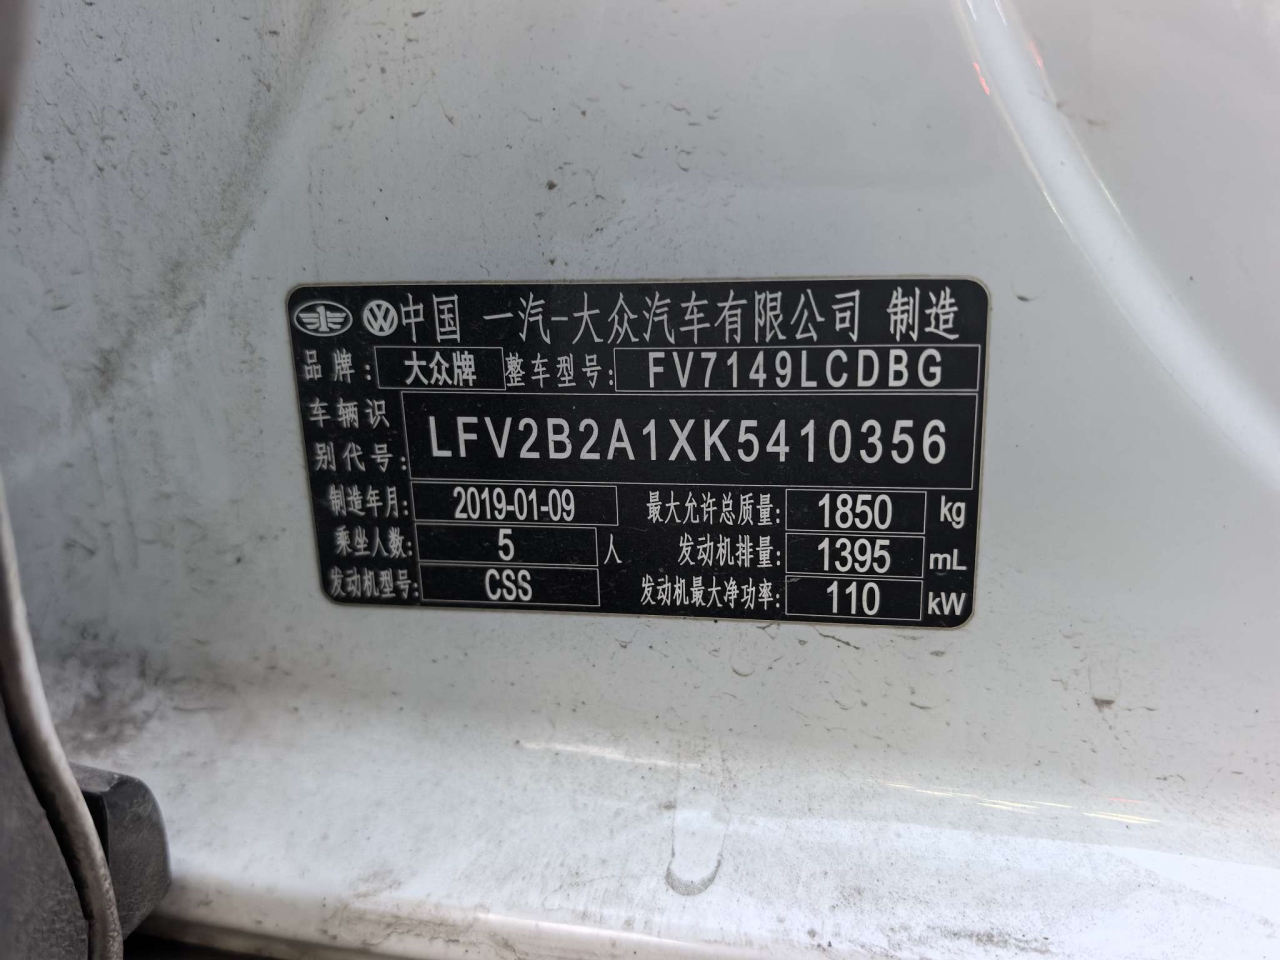 中国 一汽-大众汽车有限公司 制造
品牌: 大众牌 整车型号: FV7149LCDBG
车辆识别代号: LFV2B2A1XK5410356
制造年月: 2019-01-09 最大允许总质量: 1850 kg
乘坐人数: 5 人 发动机排量: 1395 mL
发动机型号: CSS 发动机最大净功率: 110 kW